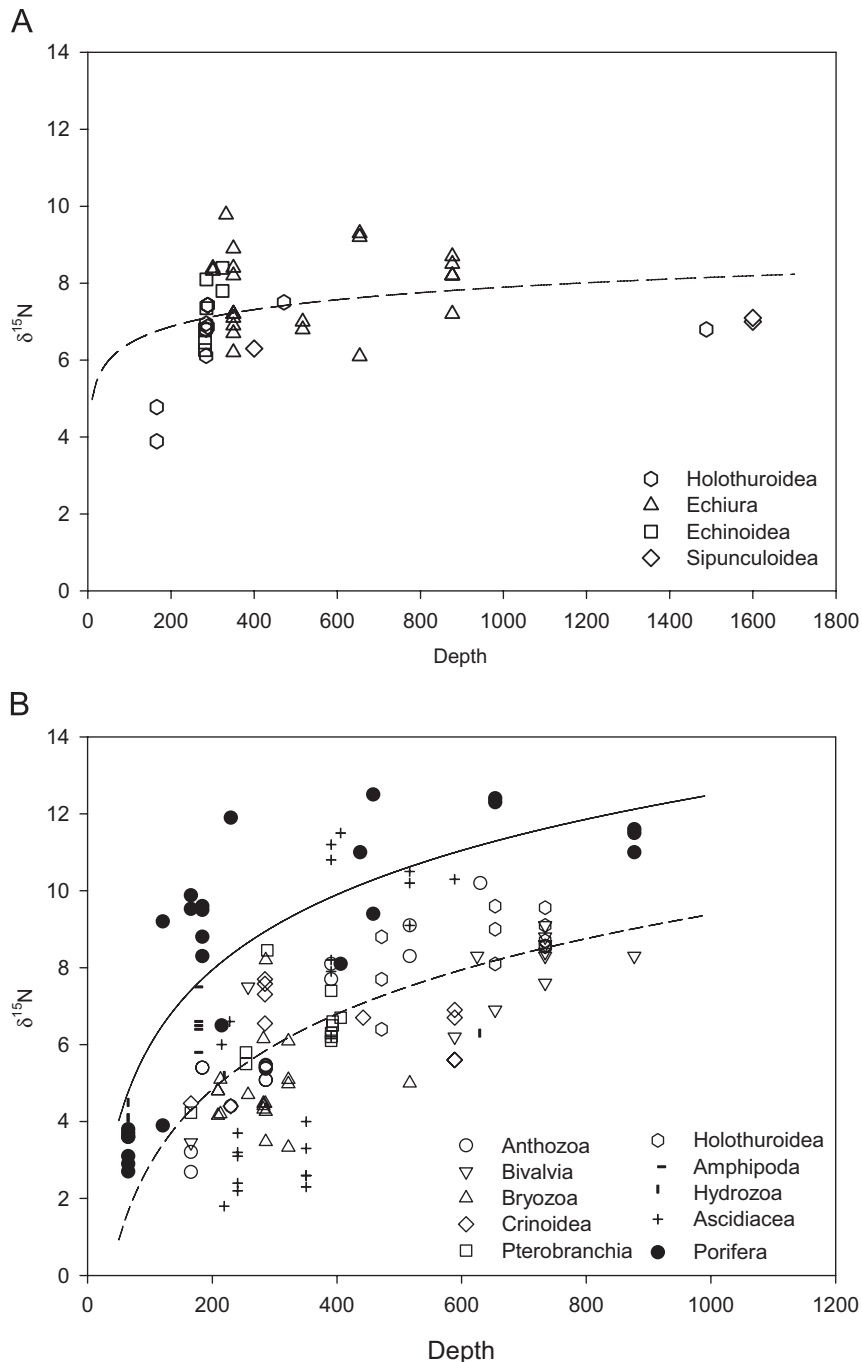 A
14
12
10
8
6
4
2
0
δ15N
0 200 400 600 800 1000 1200 1400 1600 1800
Depth
Holothuroidea
Echiura
Echinoidea
Sipunculoidea
B
14
12
10
8
6
4
2
0
δ15N
0 200 400 600 800 1000 1200
Depth
Anthozoa
Bivalvia
Bryozoa
Crinoidea
Pterobranchia
Holothuroidea
Amphipoda
Hydrozoa
Ascidiacea
Porifera